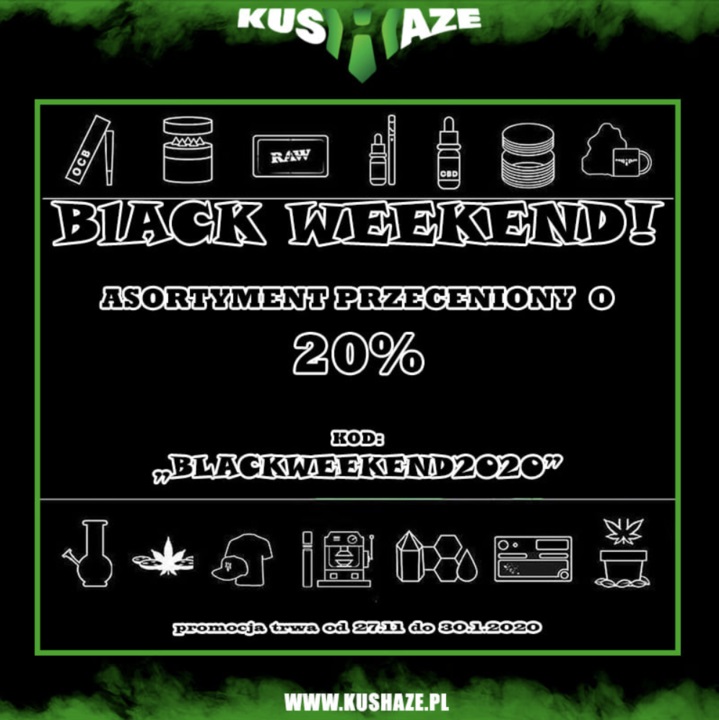 KUSHAZE
OCB
RAW
CBD
B1ACK WEEKEND!
ASORTYMENT PRZECENIONY O
20%
KOD:
„BLACKWEEKEND2020”
promocja trwa od 27.11 do 30.1.2020
WWW.KUSHAZE.PL